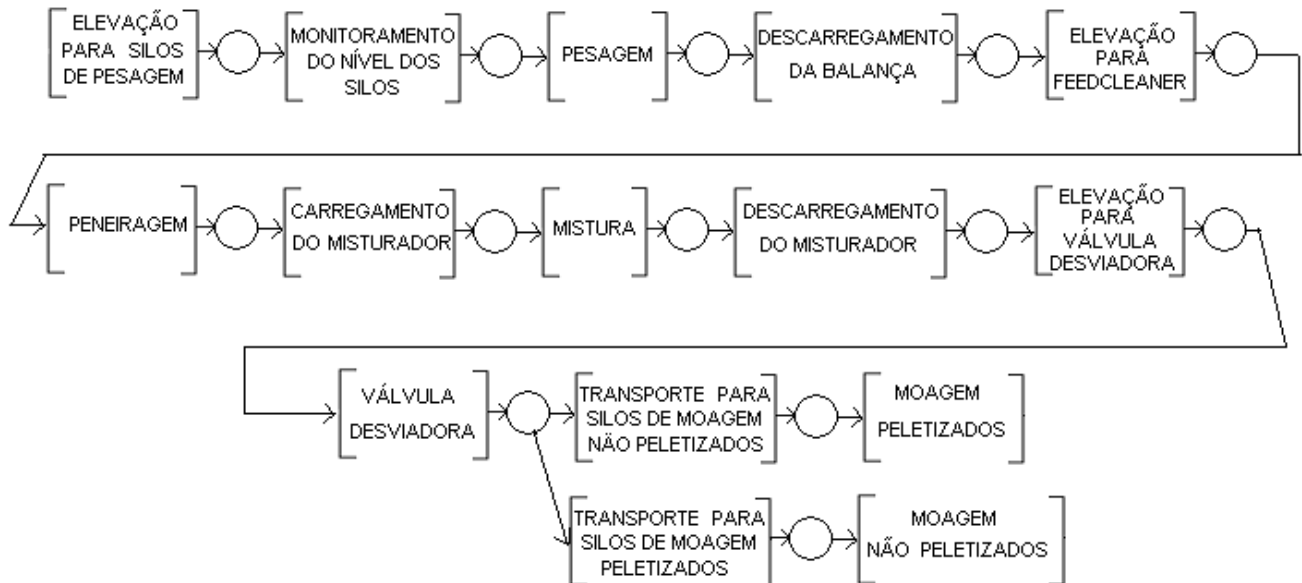 ELEVAÇÃO
PARA SILOS
DE PESAGEM
MONITORAMENTO
DO NÍVEL DOS
SILOS
PESAGEM
DESCARREGAMENTO
DA BALANÇA
ELEVAÇÃO
PARA
FEEDCLEANER
PENEIRAGEM
CARREGAMENTO
DO MISTURADOR
MISTURA
DESCARREGAMENTO
DO MISTURADOR
ELEVAÇÃO
PARA
VÁLVULA
DESVIADORA
VÁLVULA
DESVIADORA
TRANSPORTE PARA
SILOS DE MOAGEM
NÃO PELETIZADOS
MOAGEM
PELETIZADOS
TRANSPORTE PARA
SILOS DE MOAGEM
PELETIZADOS
MOAGEM
NÃO PELETIZADOS